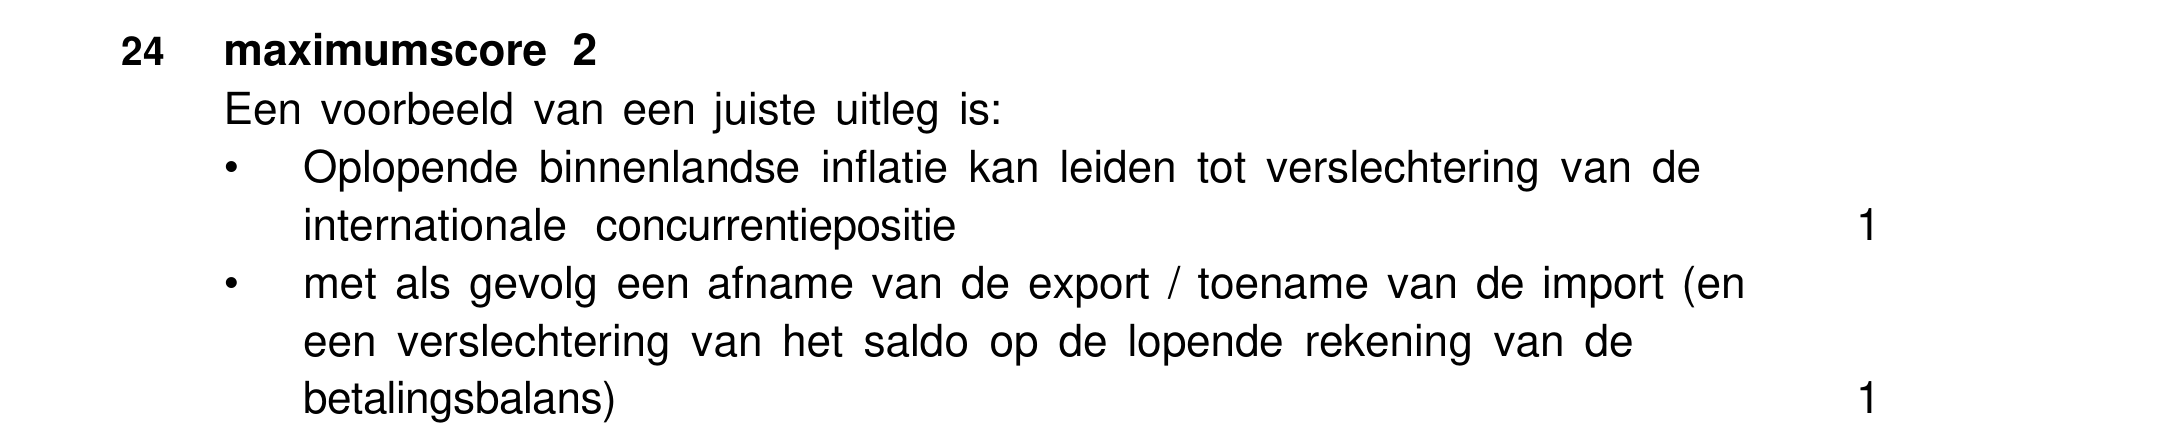 24 maximumscore 2
Een voorbeeld van een juiste uitleg is:
• Oplopende binnenlandse inflatie kan leiden tot verslechtering van de
internationale concurrentiepositie 1
• met als gevolg een afname van de export / toename van de import (en
een verslechtering van het saldo op de lopende rekening van de
betalingsbalans) 1